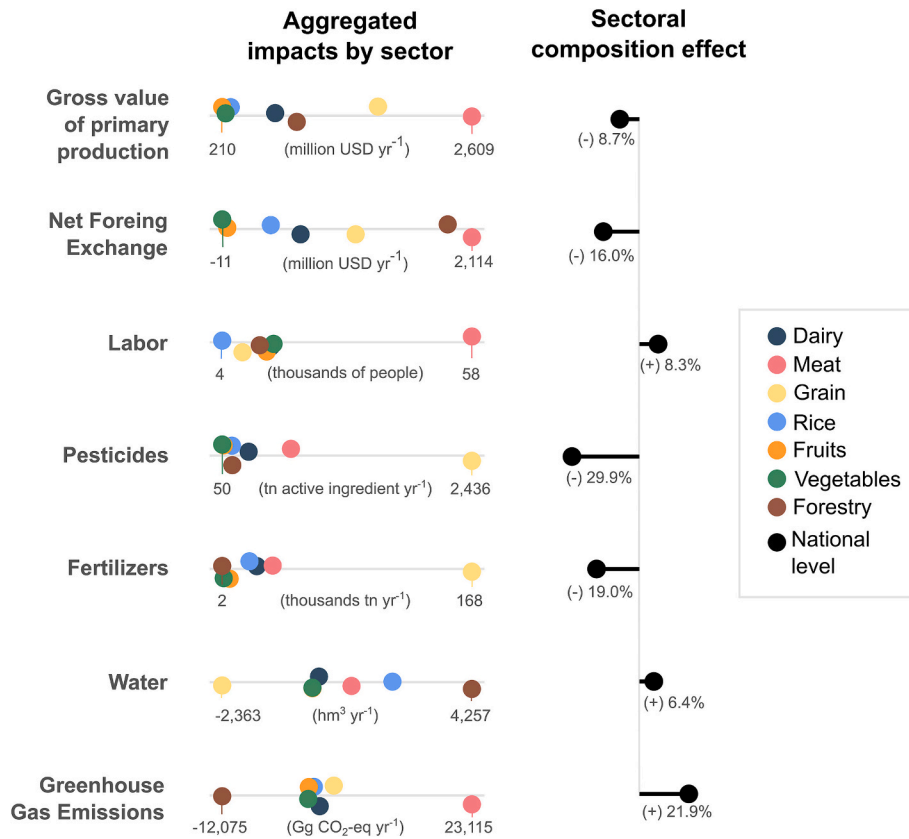 Aggregated
impacts by sector
Sectoral
composition effect
Gross value
of primary
production
210
(million USD yr-1)
2,609
(-) 8.7%
Net Foreing
Exchange
-11
(million USD yr-1)
2,114
(-) 16.0%
Labor
4
(thousands of people)
58
(+) 8.3%
Pesticides
50
(tn active ingredient yr-1)
2,436
(-) 29.9%
Fertilizers
2
(thousands tn yr-1)
168
(-) 19.0%
Water
-2,363
(hm3 yr-1)
4,257
(+) 6.4%
Greenhouse
Gas Emissions
-12,075
(Gg CO2-eq yr-1)
23,115
(+) 21.9%
Dairy
Meat
Grain
Rice
Fruits
Vegetables
Forestry
National
level